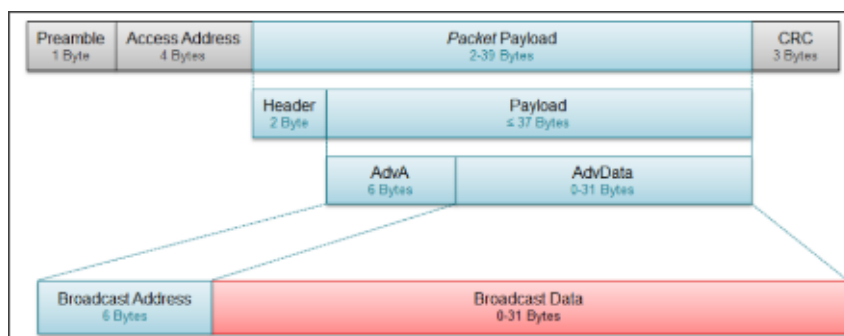 Preamble
1 Byte
Access Address
4 Bytes
Packet Payload
2-39 Bytes
CRC
3 Bytes
Header
2 Byte
Payload
≤ 37 Bytes
AdvA
6 Bytes
AdvData
0-31 Bytes
Broadcast Address
6 Bytes
Broadcast Data
0-31 Bytes